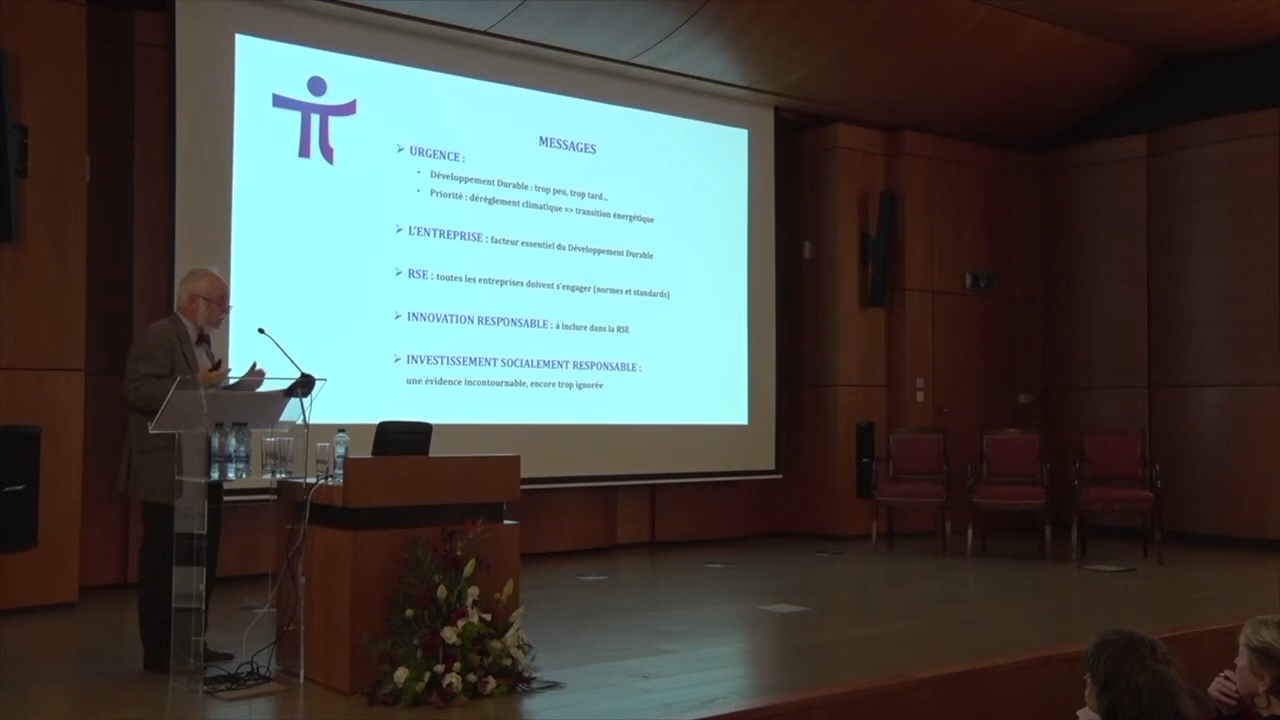 MESSAGES
➢ URGENCE :
• Développement Durable : trop peu, trop tard...
• Priorité : dérèglement climatique => transition énergétique
➢ L'ENTREPRISE : facteur essentiel du Développement Durable
➢ RSE : toutes les entreprises doivent s'engager (normes et standards)
➢ INNOVATION RESPONSABLE : à inclure dans la RSE
➢ INVESTISSEMENT SOCIALEMENT RESPONSABLE :
une évidence incontournable, encore trop ignorée